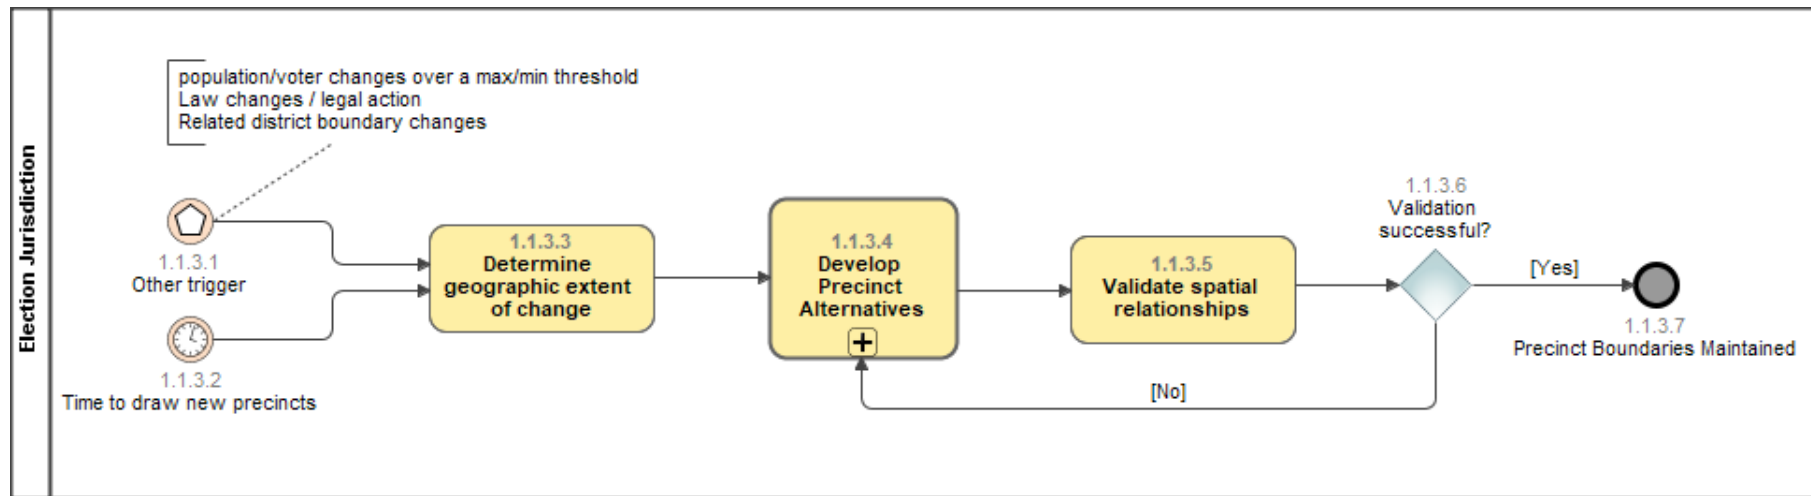 Election Jurisdiction
population/voter changes over a max/min threshold
Law changes / legal action
Related district boundary changes
1.1.3.1
Other trigger
1.1.3.2
Time to draw new precincts
1.1.3.3
Determine
geographic extent
of change
1.1.3.4
Develop
Precinct
Alternatives
1.1.3.5
Validate spatial
relationships
1.1.3.6
Validation
successful?
[Yes]
[No]
1.1.3.7
Precinct Boundaries Maintained